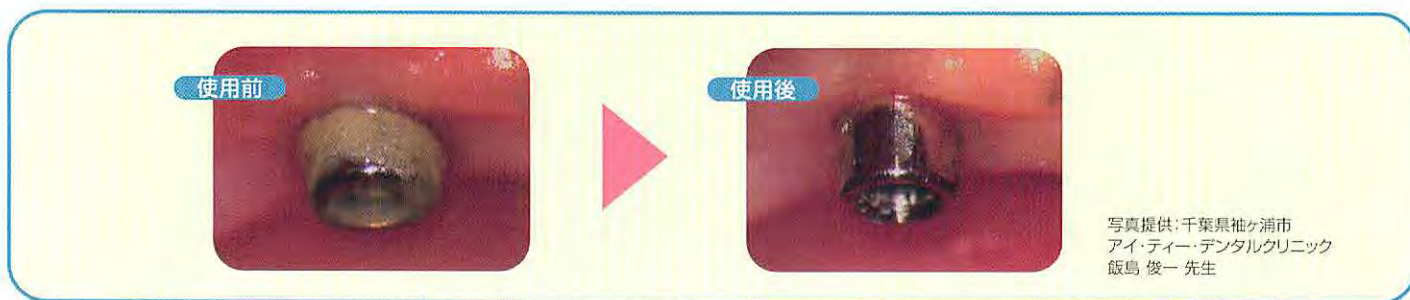 使用前
使用後
写真提供：千葉県袖ヶ浦市
アイ・ティー・デンタルクリニック
飯島 俊一 先生